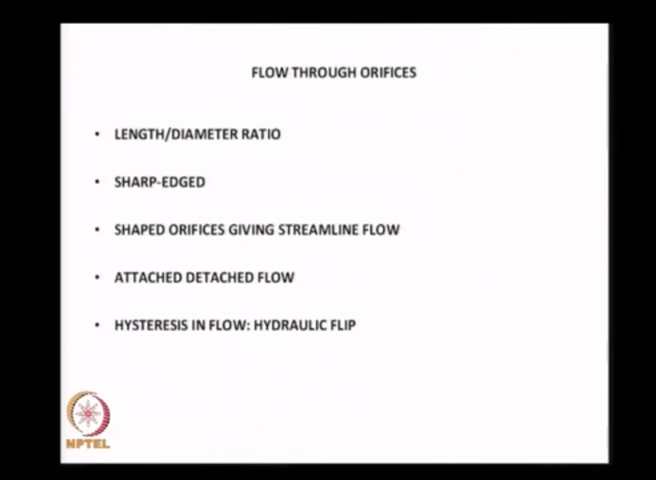 FLOW THROUGH ORIFICES
• LENGTH/DIAMETER RATIO
• SHARP-EDGED
• SHAPED ORIFICES GIVING STREAMLINE FLOW
• ATTACHED DETACHED FLOW
• HYSTERESIS IN FLOW: HYDRAULIC FLIP
NPTEL